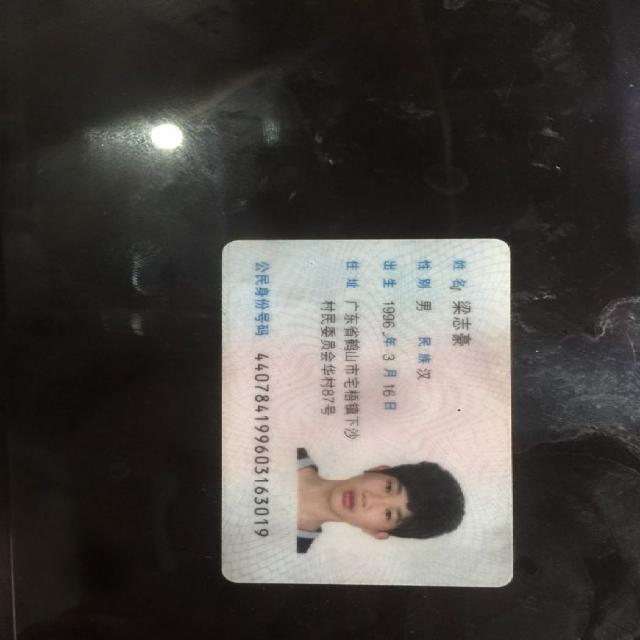 姓名 梁志豪
性别 男 民族 汉
出生 1996 年 3 月 16 日
住址 广东省鹤山市宅梧镇下沙
村民委员会华村87号
公民身份号码 440784199603163019